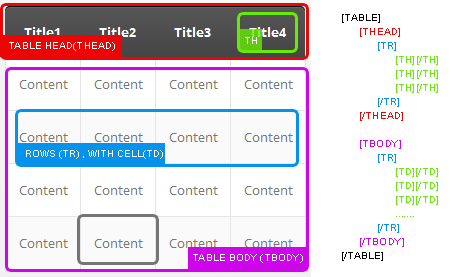 Title1 Title2 Title3 Title4
TABLE HEAD(THEAD) TH
Content Content Content Content
Content Content Content Content
ROWS (TR) , WITH CELL(TD)
Content Content Content Content
Content Content Content Content
TABLE BODY (TBODY)
[TABLE]
[THEAD]
[TR]
[TH][/TH]
[TH][/TH]
[TH][/TH]
[/TR]
[/THEAD]
[TBODY]
[TR]
[TD][/TD]
[TD][/TD]
[TD][/TD]
.......
[/TR]
[/TBODY]
[/TABLE]